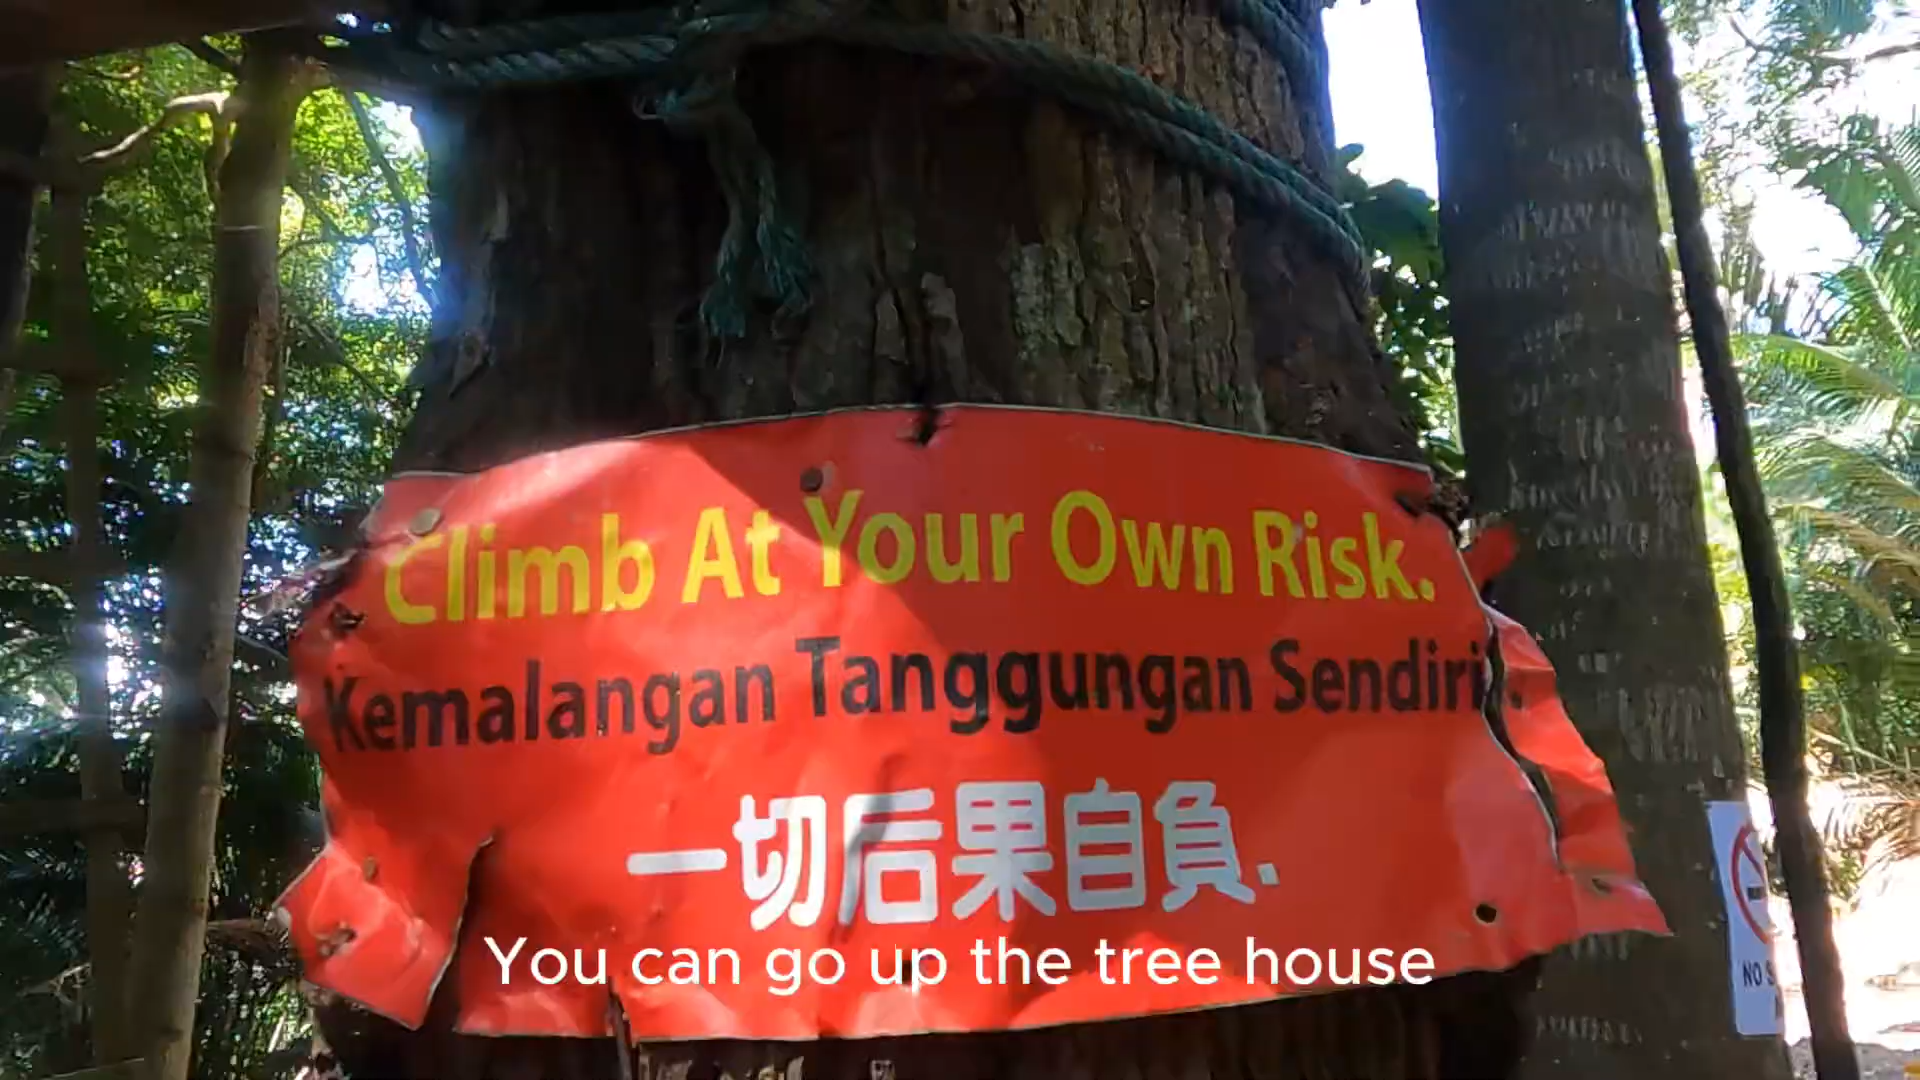 Climb At Your Own Risk.
Kemalangan Tanggungan Sendiri.
一切后果自負.
You can go up the tree house
NO